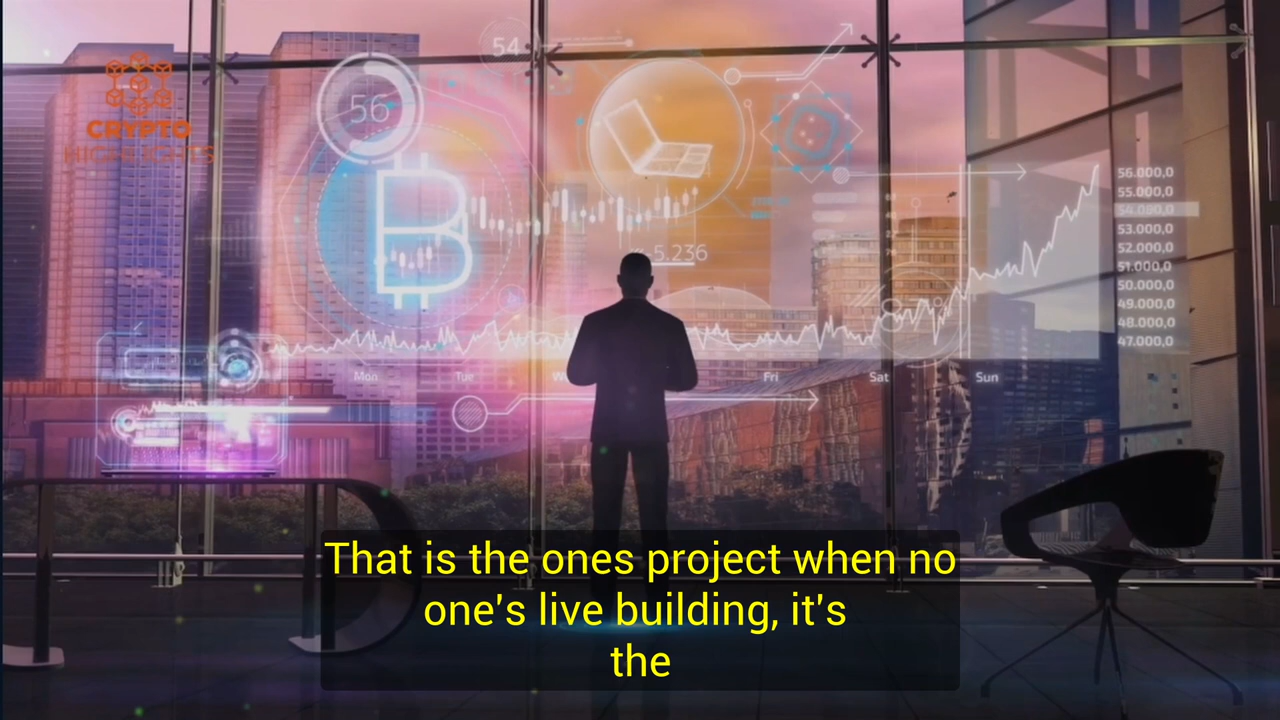 54
56
CRYPTO
HIGHLIGHTS
5.236
56.000,0
55.000,0
54.000,0
53.000,0
52.000,0
51.000,0
50.000,0
49.000,0
48.000,0
47.000,0
Mon
Tue
Fri
Sat
Sun
That is the ones project when no
one's live building, it's
the